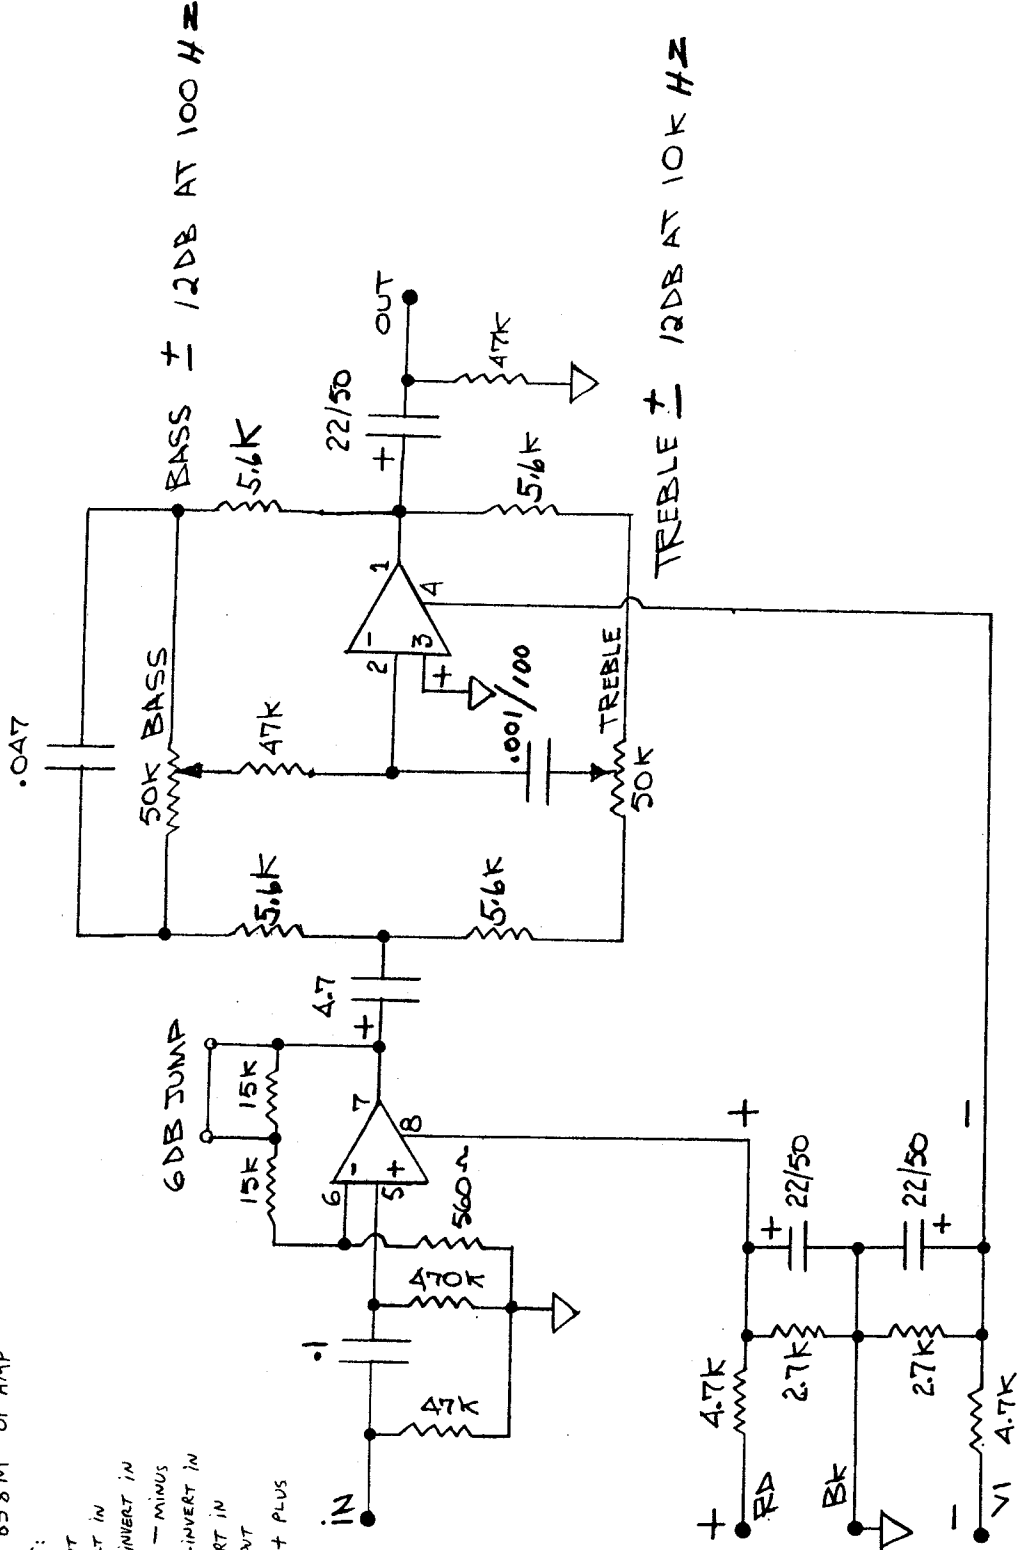 BASS ± 12DB AT 100 HZ
TREBLE ± 12DB AT 10K HZ
.047
50K BASS
5.6K
5.6K
47K
22/50
OUT
47K
5.6K
5.6K
2
-
3
+
1
4
.001/100
TREBLE
50K
6DB JUMP
15K
15K
4.7
+
+
6
-
5
+
7
8
560Ω
470K
.1
47K
IN
+
RD
4.7K
2.7K
+
22/50
+
BK
-
VI
4.7K
2.7K
22/50
+
-
OP AMP
INVERT IN
- MINUS
-INVERT IN
+ PLUS